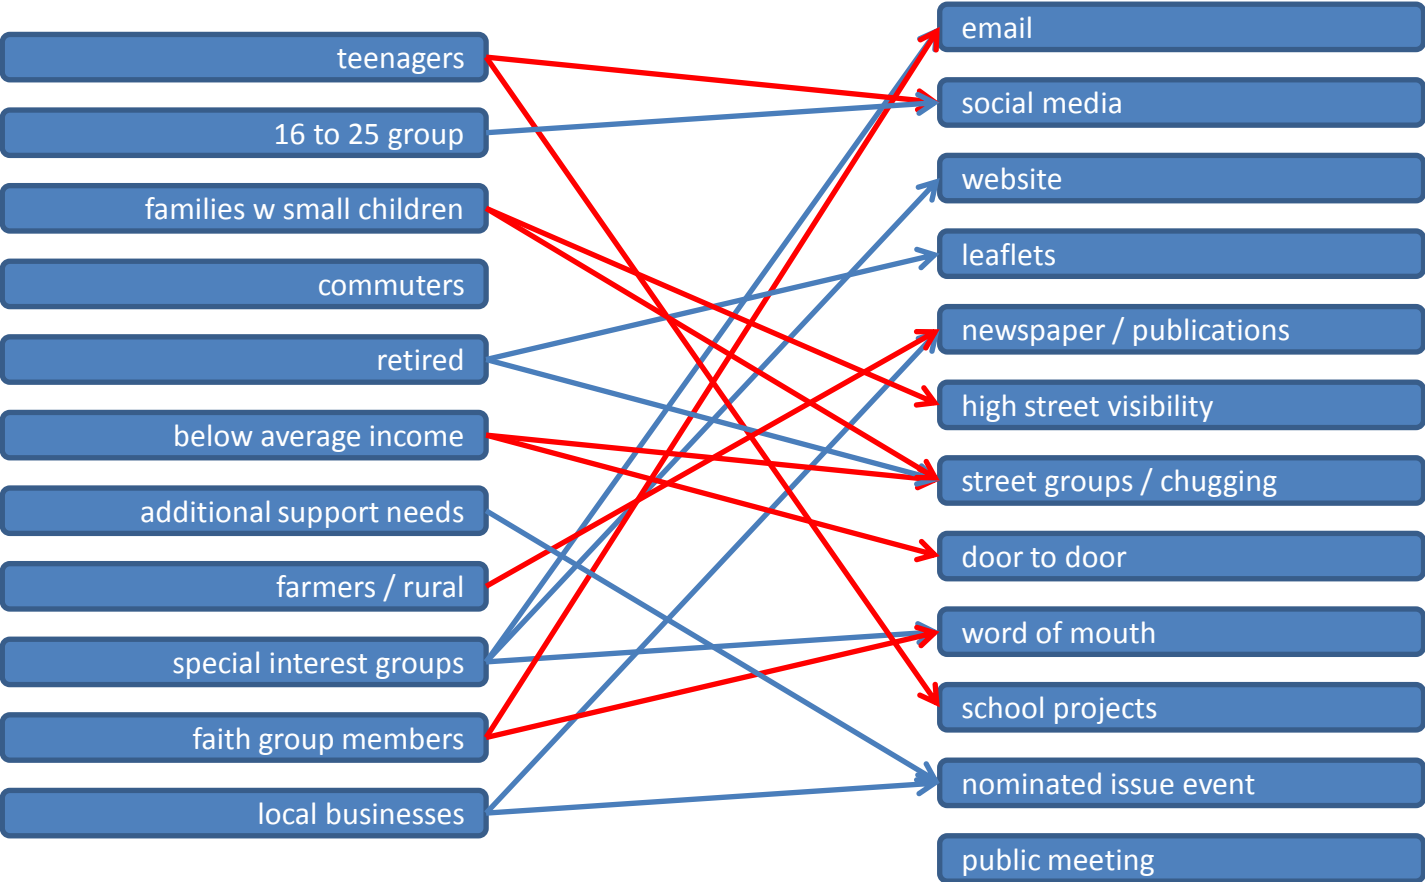 teenagers
16 to 25 group
families w small children
commuters
retired
below average income
additional support needs
farmers / rural
special interest groups
faith group members
local businesses
email
social media
website
leaflets
newspaper / publications
high street visibility
street groups / chugging
door to door
word of mouth
school projects
nominated issue event
public meeting